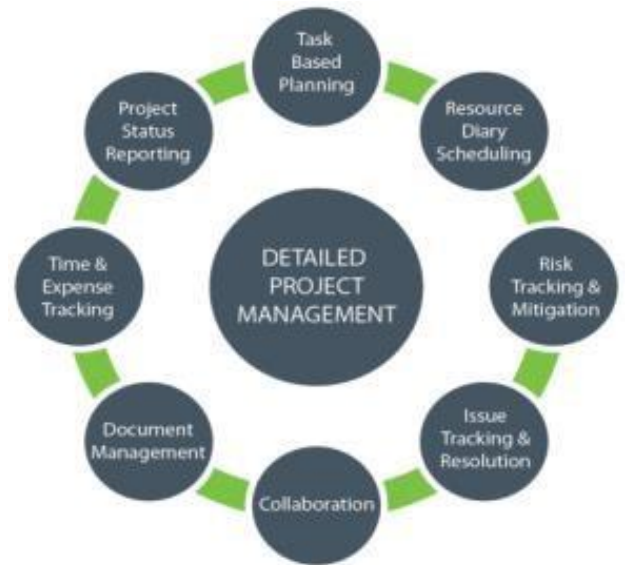 Task
Based
Planning
Resource
Diary
Scheduling
Risk
Tracking &
Mitigation
Issue
Tracking &
Resolution
Collaboration
Document
Management
Time &
Expense
Tracking
Project
Status
Reporting
DETAILED
PROJECT
MANAGEMENT